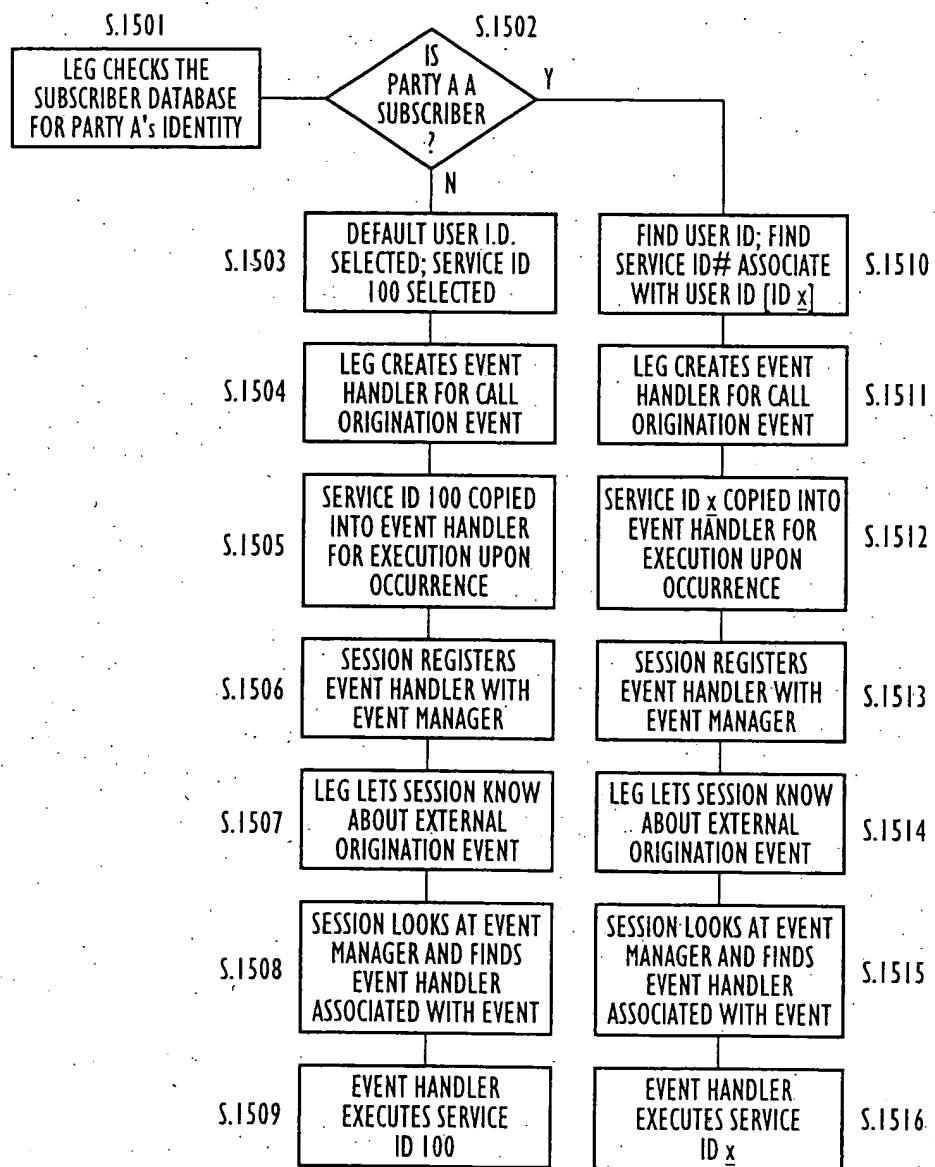 S.1501
LEG CHECKS THE
SUBSCRIBER DATABASE
FOR PARTY A's IDENTITY
S.1502
IS
PARTY A A
SUBSCRIBER
?
Y
N
S.1503
DEFAULT USER I.D.
SELECTED; SERVICE ID
100 SELECTED
S.1504
LEG CREATES EVENT
HANDLER FOR CALL
ORIGINATION EVENT
S.1505
SERVICE ID 100 COPIED
INTO EVENT HANDLER
FOR EXECUTION UPON
OCCURRENCE
S.1506
SESSION REGISTERS
EVENT HANDLER WITH
EVENT MANAGER
S.1507
LEG LETS SESSION KNOW
ABOUT EXTERNAL
ORIGINATION EVENT
S.1508
SESSION LOOKS AT EVENT
MANAGER AND FINDS
EVENT HANDLER
ASSOCIATED WITH EVENT
S.1509
EVENT HANDLER
EXECUTES SERVICE
ID 100
FIND USER ID; FIND
SERVICE ID# ASSOCIATE
WITH USER ID [ID x]
S.1510
LEG CREATES EVENT
HANDLER FOR CALL
ORIGINATION EVENT
S.1511
SERVICE ID x COPIED INTO
EVENT HANDLER FOR
EXECUTION UPON
OCCURRENCE
S.1512
SESSION REGISTERS
EVENT HANDLER WITH
EVENT MANAGER
S.1513
LEG LETS SESSION KNOW
ABOUT EXTERNAL
ORIGINATION EVENT
S.1514
SESSION LOOKS AT EVENT
MANAGER AND FINDS
EVENT HANDLER
ASSOCIATED WITH EVENT
S.1515
EVENT HANDLER
EXECUTES SERVICE
ID x
S.1516